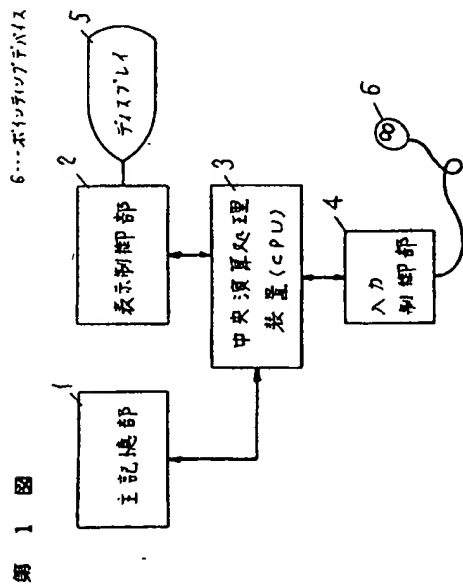 第 1 図
6…ポインティングデバイス
1
主記憶部
2
表示制御部
5
ディスプレイ
3
中央演算処理
装置(CPU)
4
入力
制御部
6